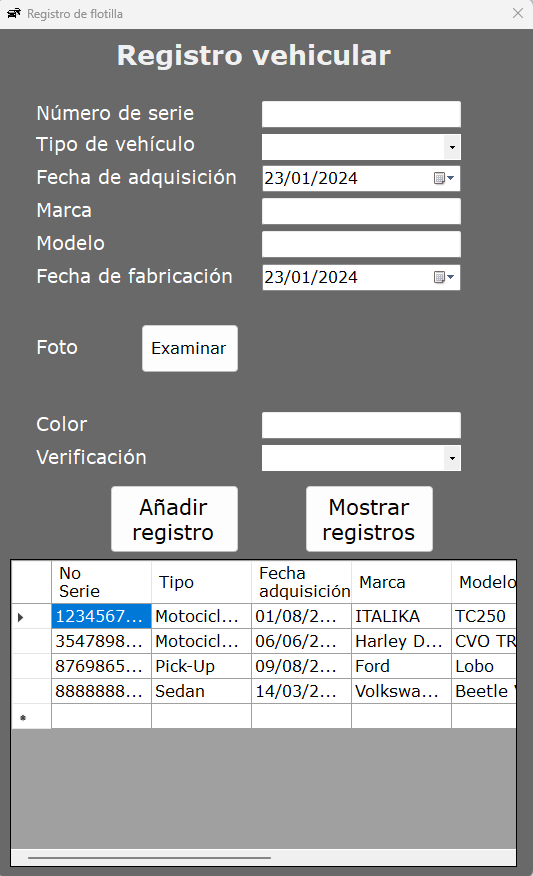 Registro de flotilla
Registro vehicular
Número de serie
Tipo de vehículo
Fecha de adquisición 23/01/2024
Marca
Modelo
Fecha de fabricación 23/01/2024
Foto Examinar
Color
Verificación
Añadir registro
Mostrar registros
No Serie Tipo Fecha adquisición Marca Modelo
1234567... Motocicl... 01/08/2... ITALIKA TC250
3547898... Motocicl... 06/06/2... Harley D... CVO TR
8769865... Pick-Up 09/08/2... Ford Lobo
8888888... Sedan 14/03/2... Volkswa... Beetle